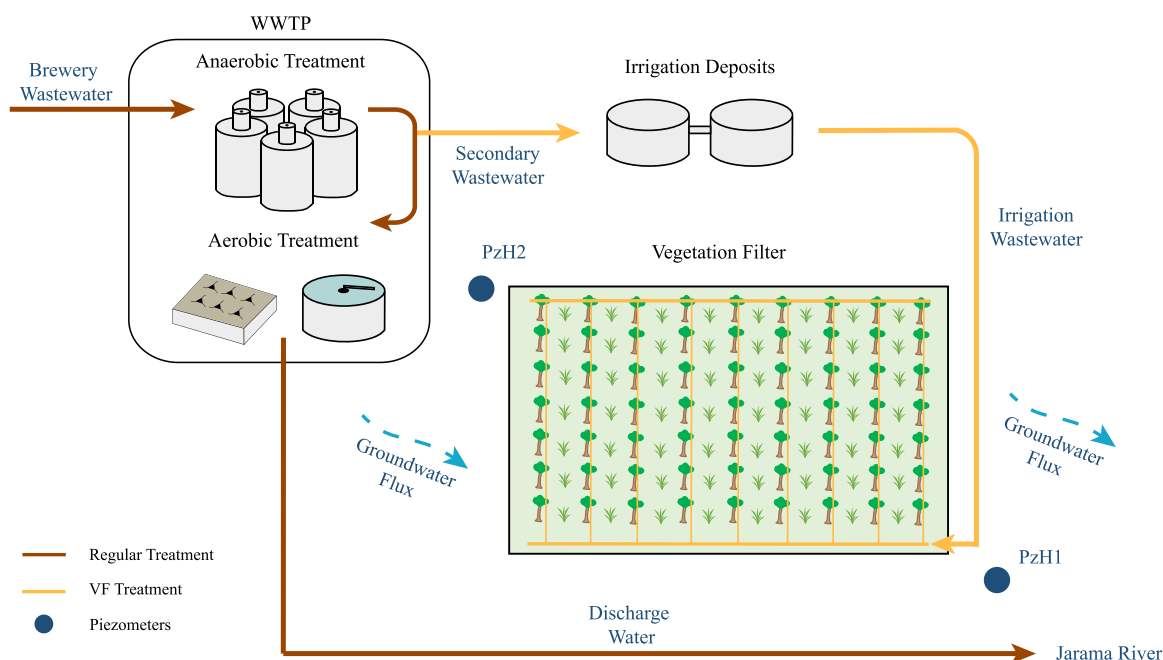 WWTP
Brewery
Wastewater
Anaerobic Treatment
Irrigation Deposits
Secondary
Wastewater
Irrigation
Wastewater
Aerobic Treatment
PzH2
Vegetation Filter
Groundwater
Flux
Groundwater
Flux
Regular Treatment
VF Treatment
Piezometers
PzH1
Discharge
Water
Jarama River